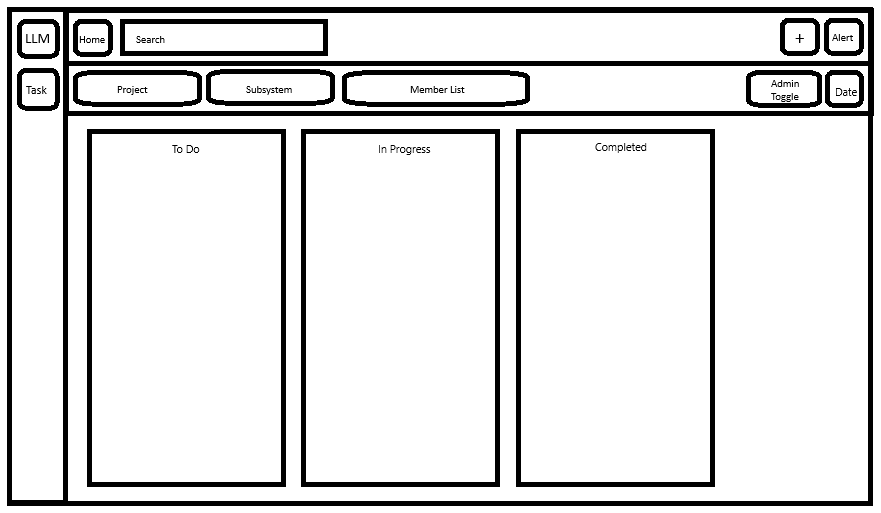 LLM
Home
Search
+
Alert
Task
Project
Subsystem
Member List
Admin
Toggle
Date
To Do
In Progress
Completed